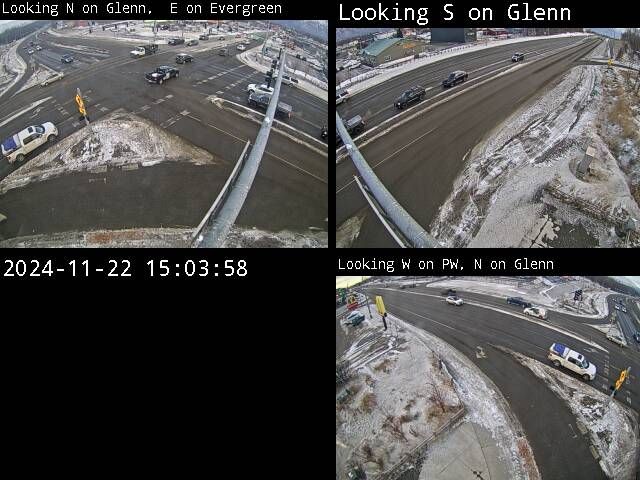 Looking N on Glenn, E on Evergreen
Looking S on Glenn
2024-11-22 15:03:58
Looking W on PW, N on Glenn